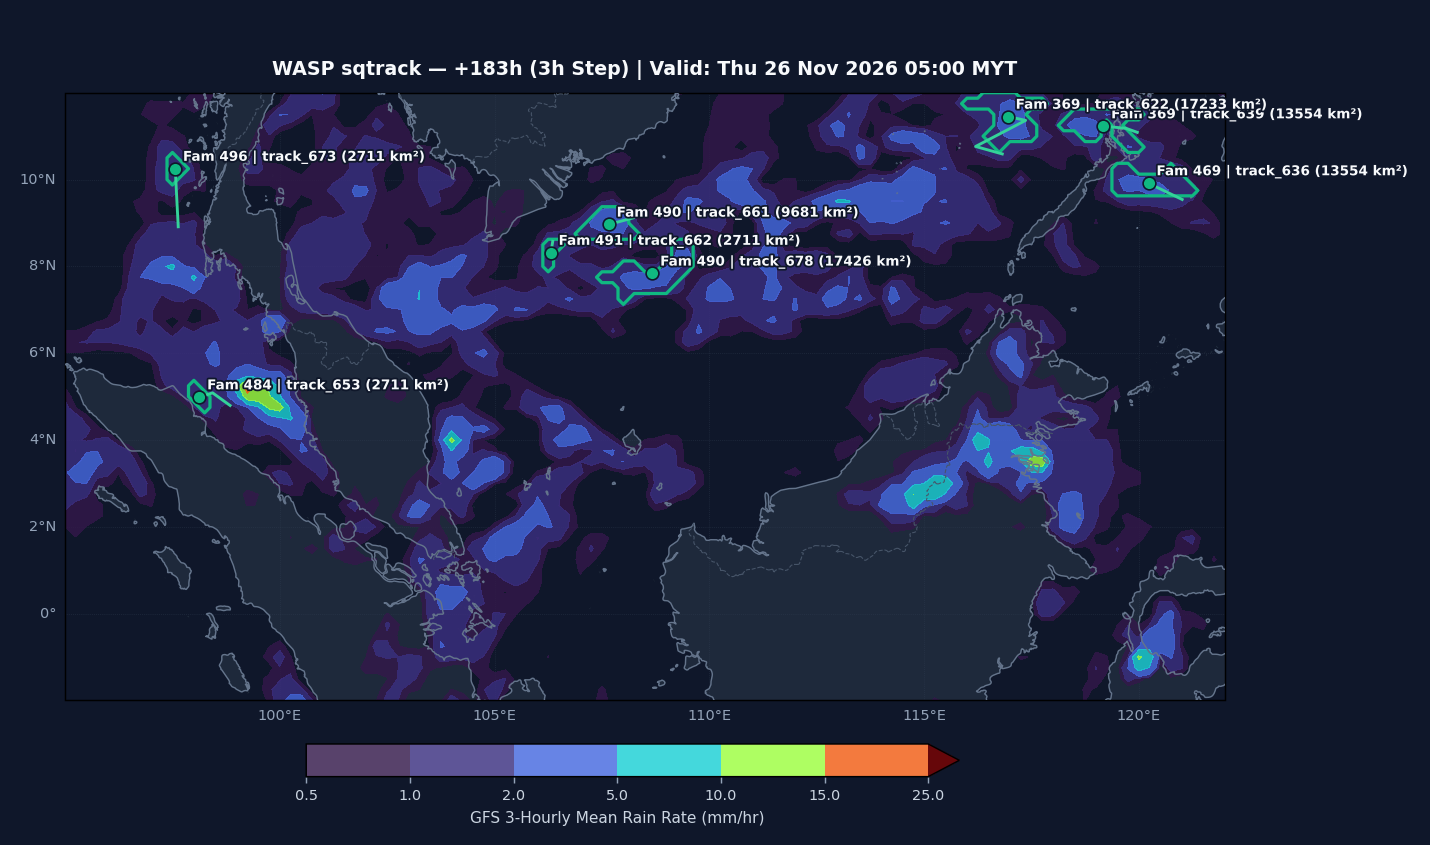 WASP sqtrack — +183h (3h Step) | Valid: Thu 26 Nov 2026 05:00 MYT
Fam 369 | track_622 (17233 km²)
Fam 369 | track_639 (13554 km²)
Fam 496 | track_673 (2711 km²)
Fam 469 | track_636 (13554 km²)
10°N
Fam 490 | track_661 (9681 km²)
Fam 491 | track_662 (2711 km²)
Fam 490 | track_678 (17426 km²)
8°N
6°N
Fam 484 | track_653 (2711 km²)
4°N
2°N
0°
100°E 105°E 110°E 115°E 120°E
0.5 1.0 2.0 5.0 10.0 15.0 25.0
GFS 3-Hourly Mean Rain Rate (mm/hr)